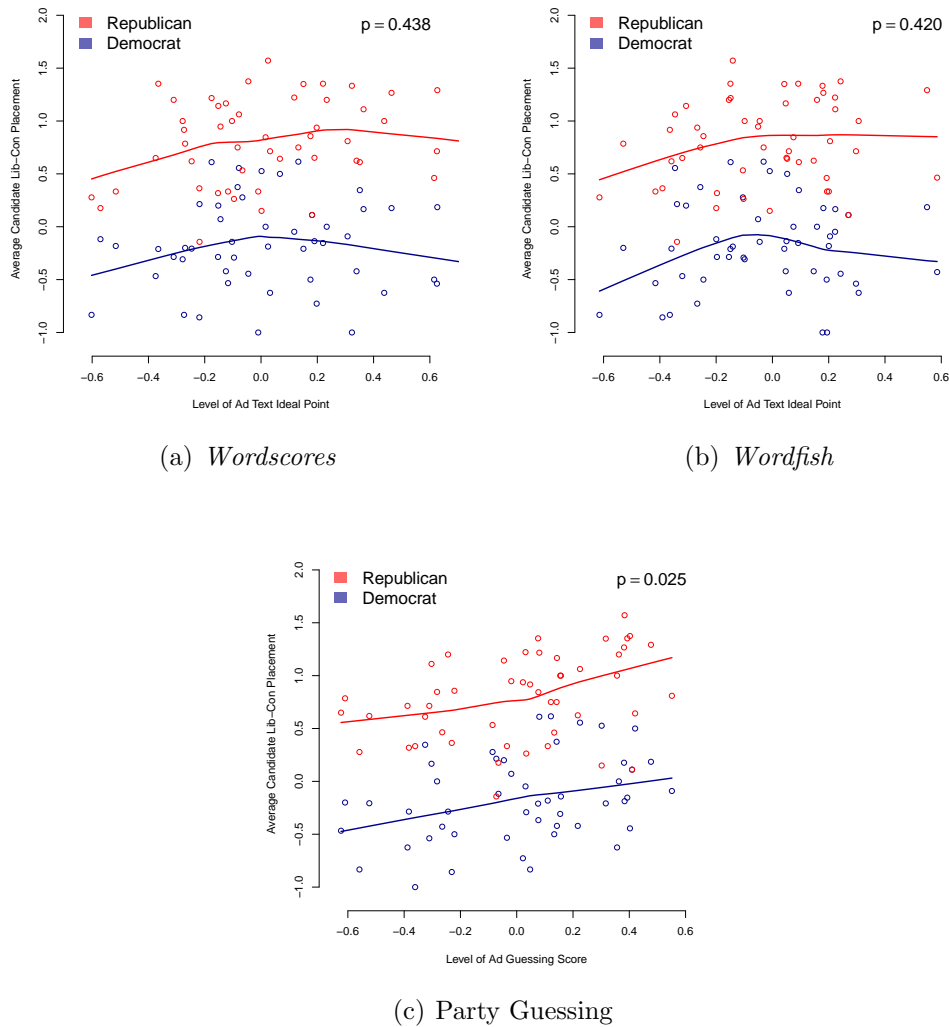 Republican
Democrat
p = 0.438
2.0
1.5
1.0
0.5
0.0
−0.5
−1.0
Average Candidate Lib−Con Placement
−0.6 −0.4 −0.2 0.0 0.2 0.4 0.6
Level of Ad Text Ideal Point
(a) Wordscores
Republican
Democrat
p = 0.420
2.0
1.5
1.0
0.5
0.0
−0.5
−1.0
Average Candidate Lib−Con Placement
−0.6 −0.4 −0.2 0.0 0.2 0.4 0.6
Level of Ad Text Ideal Point
(b) Wordfish
Republican
Democrat
p = 0.025
2.0
1.5
1.0
0.5
0.0
−0.5
−1.0
Average Candidate Lib−Con Placement
−0.6 −0.4 −0.2 0.0 0.2 0.4 0.6
Level of Ad Guessing Score
(c) Party Guessing